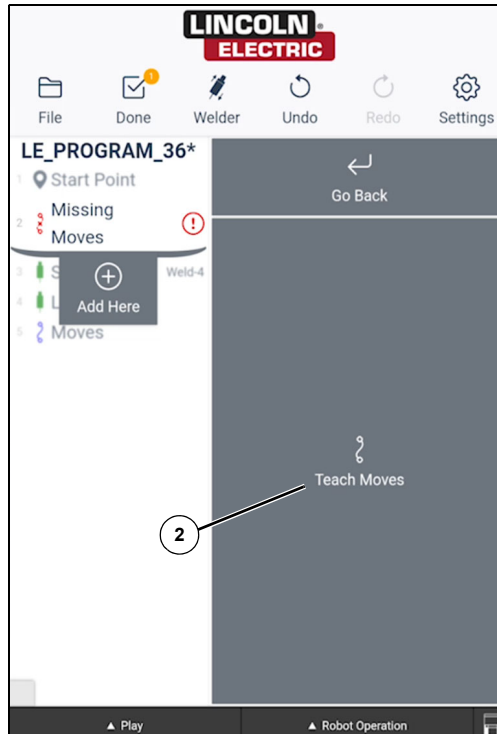 LINCOLN
ELECTRIC
File
Done
1
Welder
Undo
Redo
Settings
LE_PROGRAM_36*
1 Start Point
2 Missing
Moves
3 S
Weld-4
4 L
Add Here
5 Moves
Go Back
Teach Moves
2
▲ Play
▲ Robot Operation